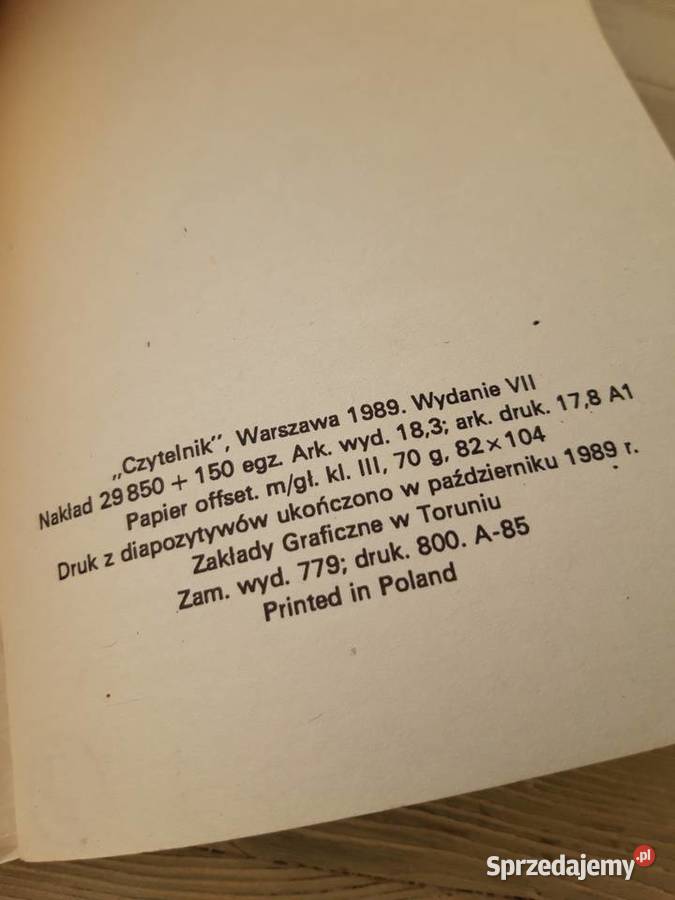 „Czytelnik”, Warszawa 1989. Wydanie VII
Nakład 29 850 + 150 egz. Ark. wyd. 18,3; ark. druk. 17,8 A1
Papier offset. m/gł. kl. III, 70 g, 82 × 104
Druk z diapozytywów ukończono w październiku 1989 r.
Zakłady Graficzne w Toruniu
Zam. wyd. 779; druk. 800. A-85
Printed in Poland
Sprzedajemy.pl